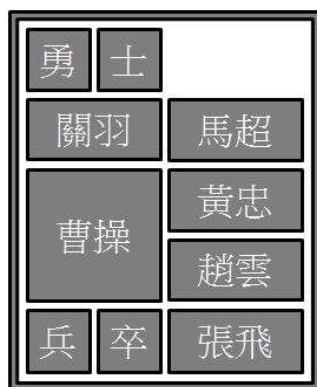 勇 士
關羽 馬超
曹操 黃忠
趙雲
兵 卒 張飛